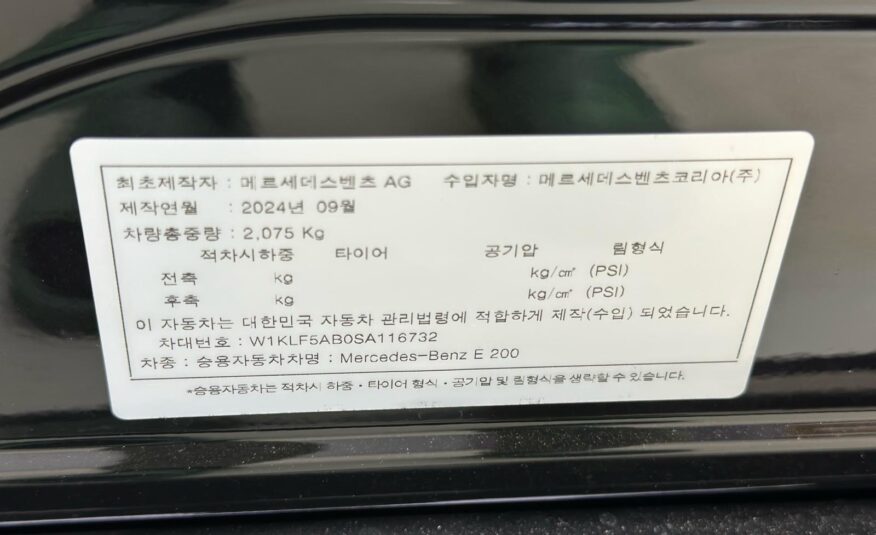 최초제작자 : 메르세데스벤츠 AG 수입자명 : 메르세데스벤츠코리아(주)
제작연월 : 2024년 09월
차량총중량 : 2,075 Kg
적차시하중 타이어 공기압 림형식
전축 kg kg/㎠ (PSI)
후축 kg kg/㎠ (PSI)
이 자동차는 대한민국 자동차 관리법령에 적합하게 제작(수입) 되었습니다.
차대번호 : W1KLF5AB0SA116732
차종 : 승용자동차차명 : Mercedes-Benz E 200
*승용자동차는 적차시 하중 · 타이어 형식 · 공기압 및 림형식을 생략할 수 있습니다.